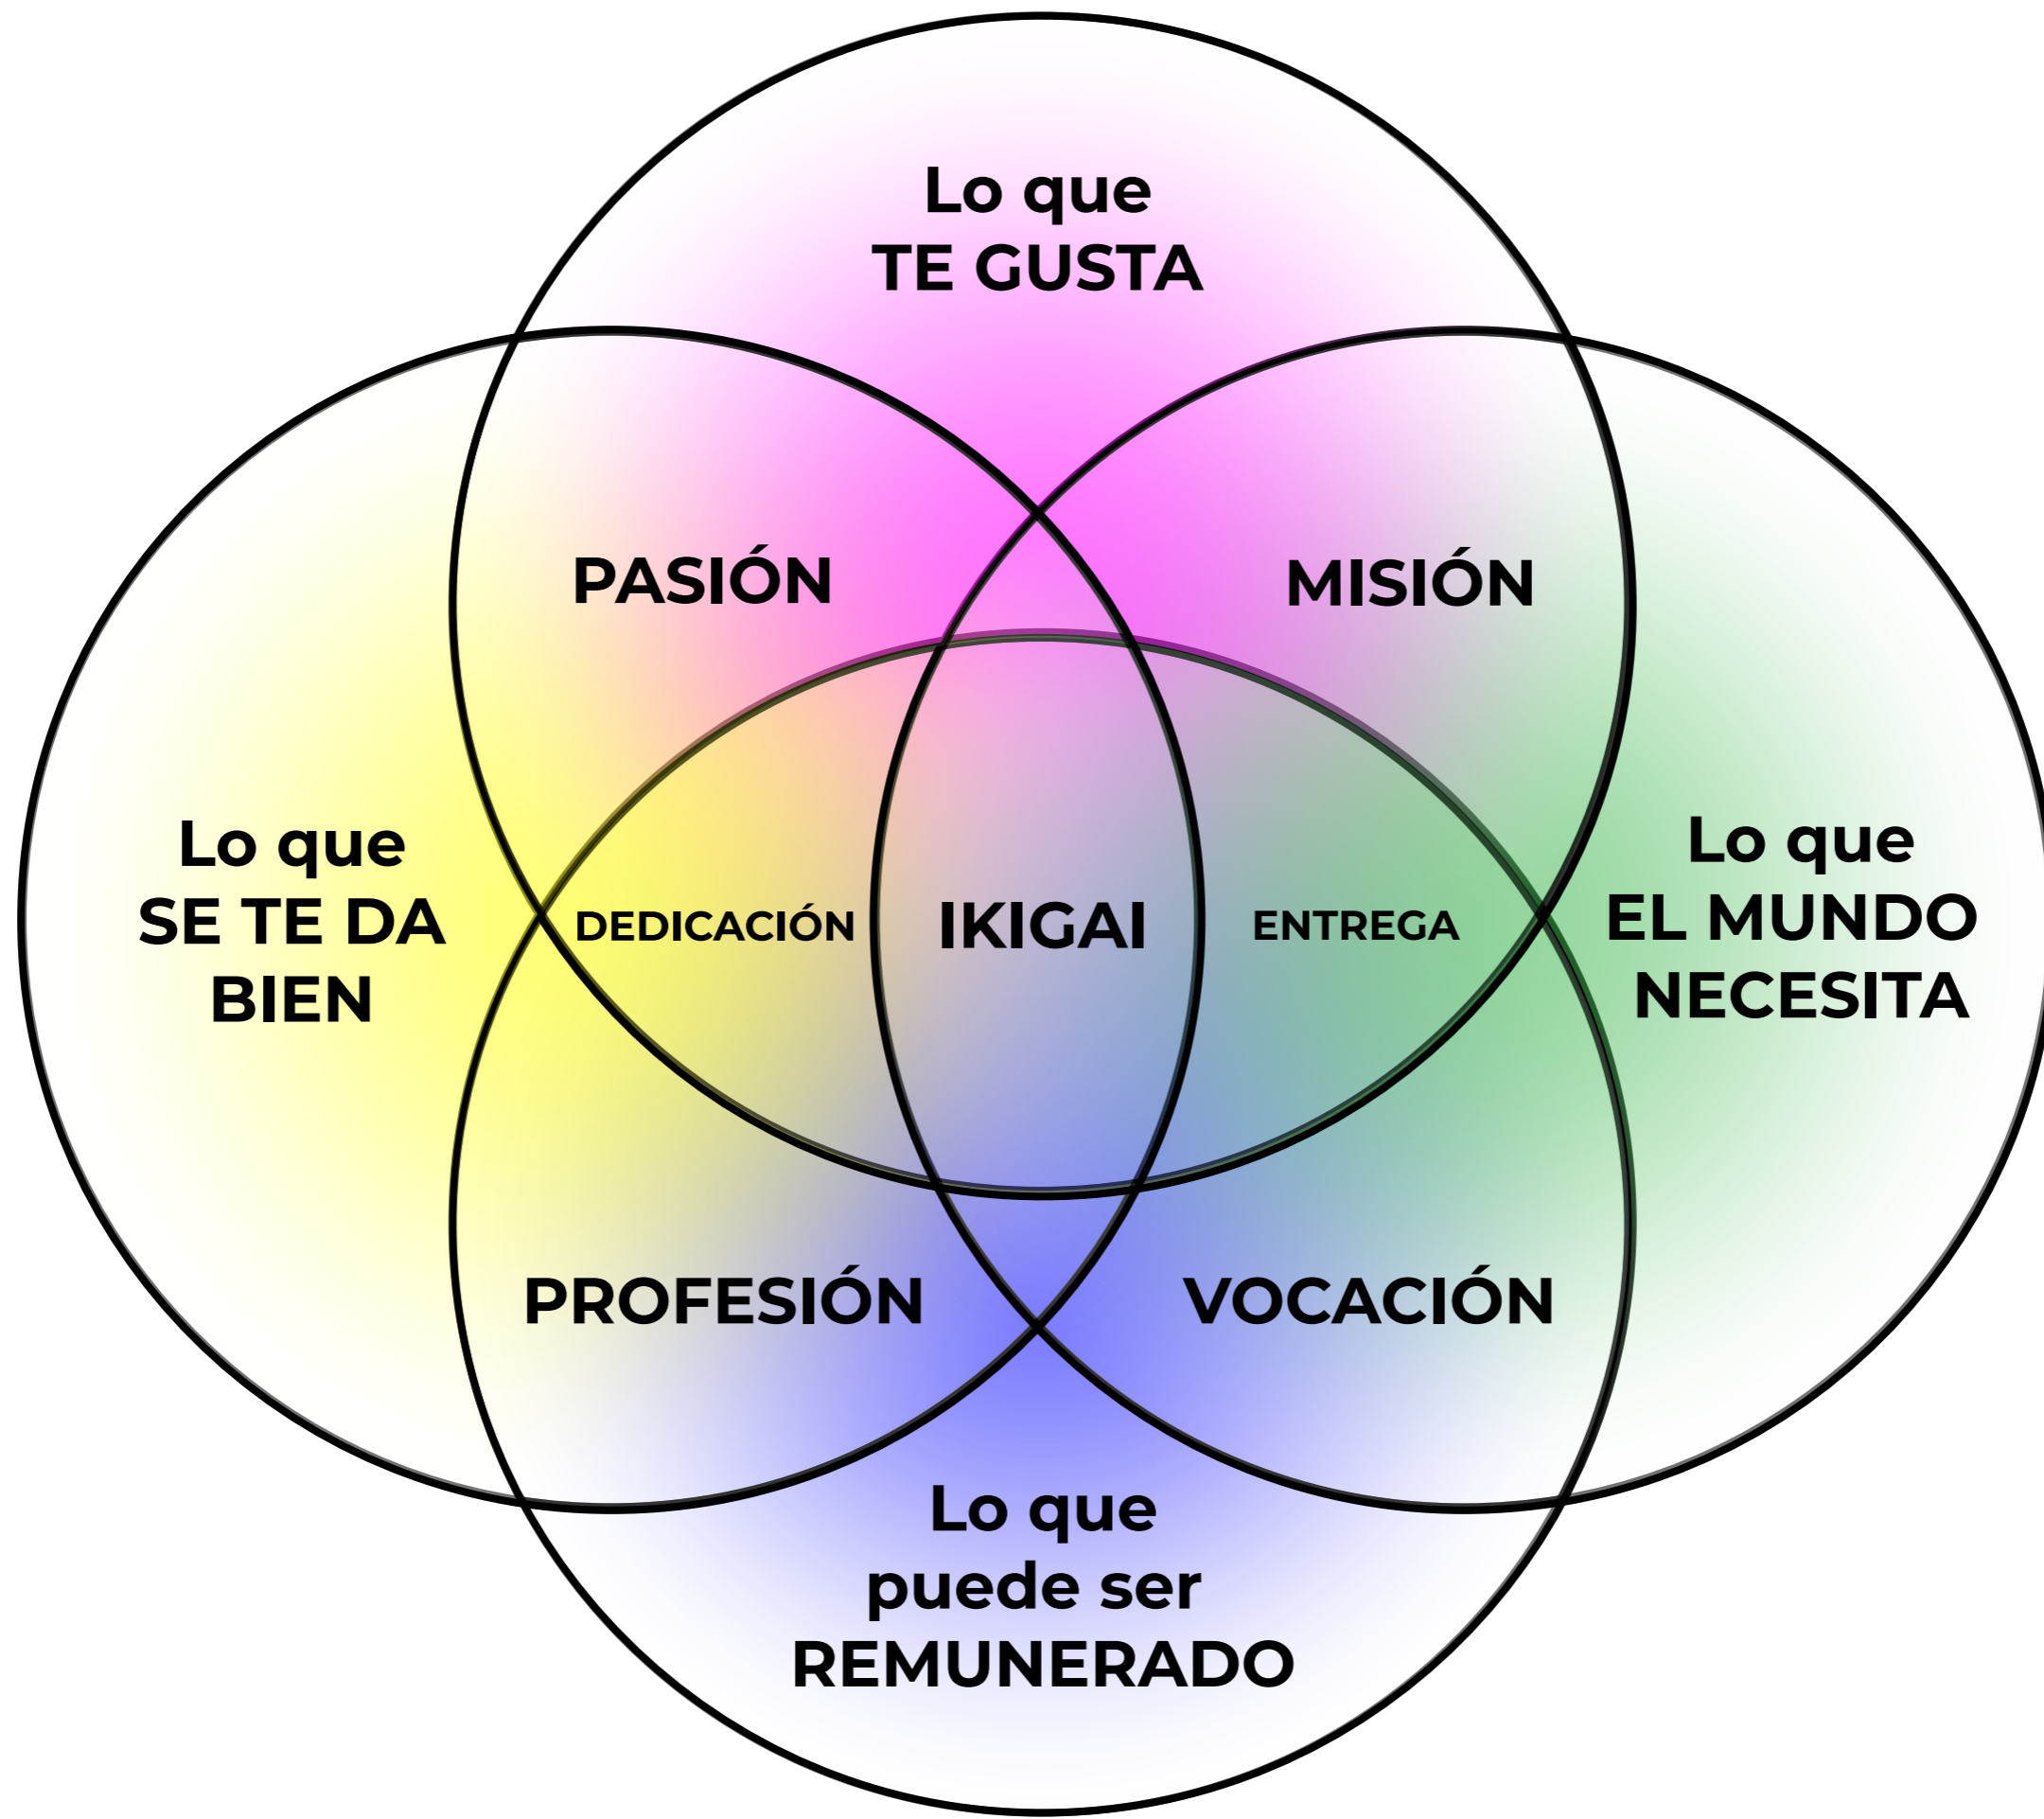 Lo que
TE GUSTA
PASIÓN
MISIÓN
Lo que
SE TE DA
BIEN
DEDICACIÓN
IKIGAI
ENTREGA
Lo que
EL MUNDO
NECESITA
PROFESIÓN
VOCACIÓN
Lo que
puede ser
REMUNERADO